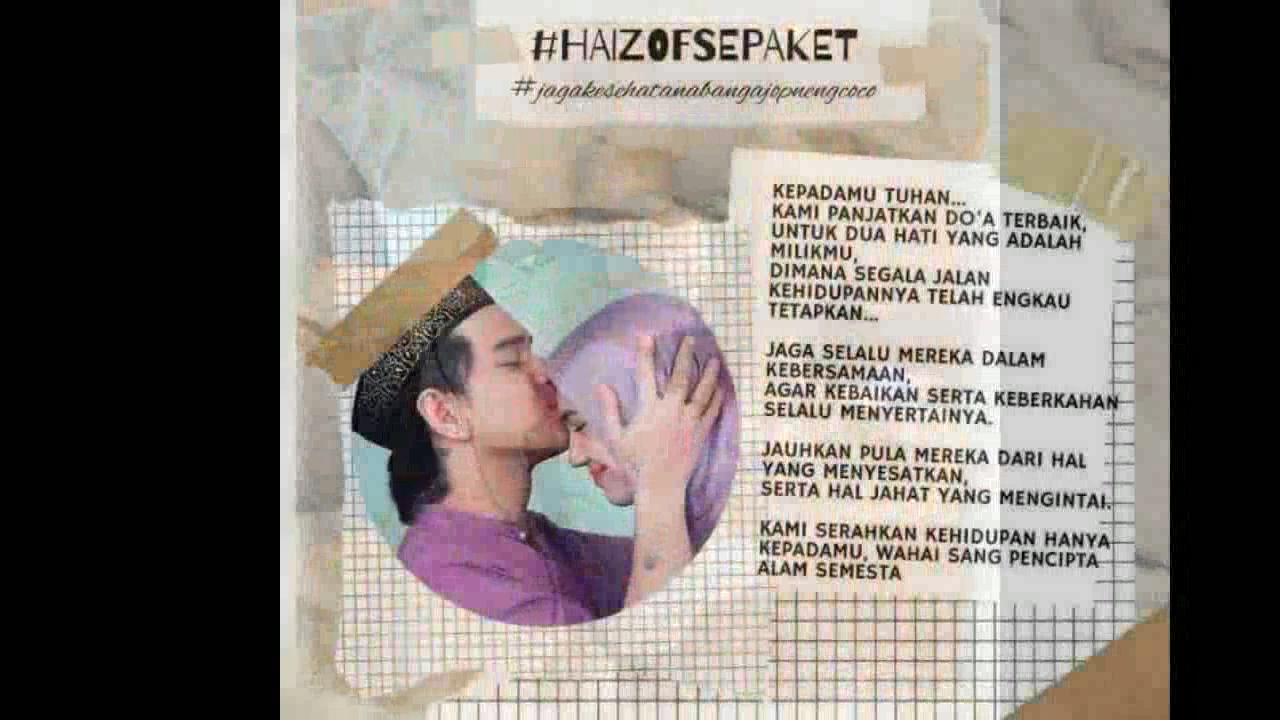 #HAIZOFSEPAKET
#jagakesehatanabangajopnengcoco
KEPADAMU TUHAN...
KAMI PANJATKAN DO'A TERBAIK,
UNTUK DUA HATI YANG ADALAH
MILIKMU,
DIMANA SEGALA JALAN
KEHIDUPANNYA TELAH ENGKAU
TETAPKAN...
JAGA SELALU MEREKA DALAM
KEBERSAMAAN,
AGAR KEBAIKAN SERTA KEBERKAHAN
SELALU MENYERTAINYA.
JAUHKAN PULA MEREKA DARI HAL
YANG MENYESATKAN,
SERTA HAL JAHAT YANG MENGINTAI.
KAMI SERAHKAN KEHIDUPAN HANYA
KEPADAMU, WAHAI SANG PENCIPTA
ALAM SEMESTA